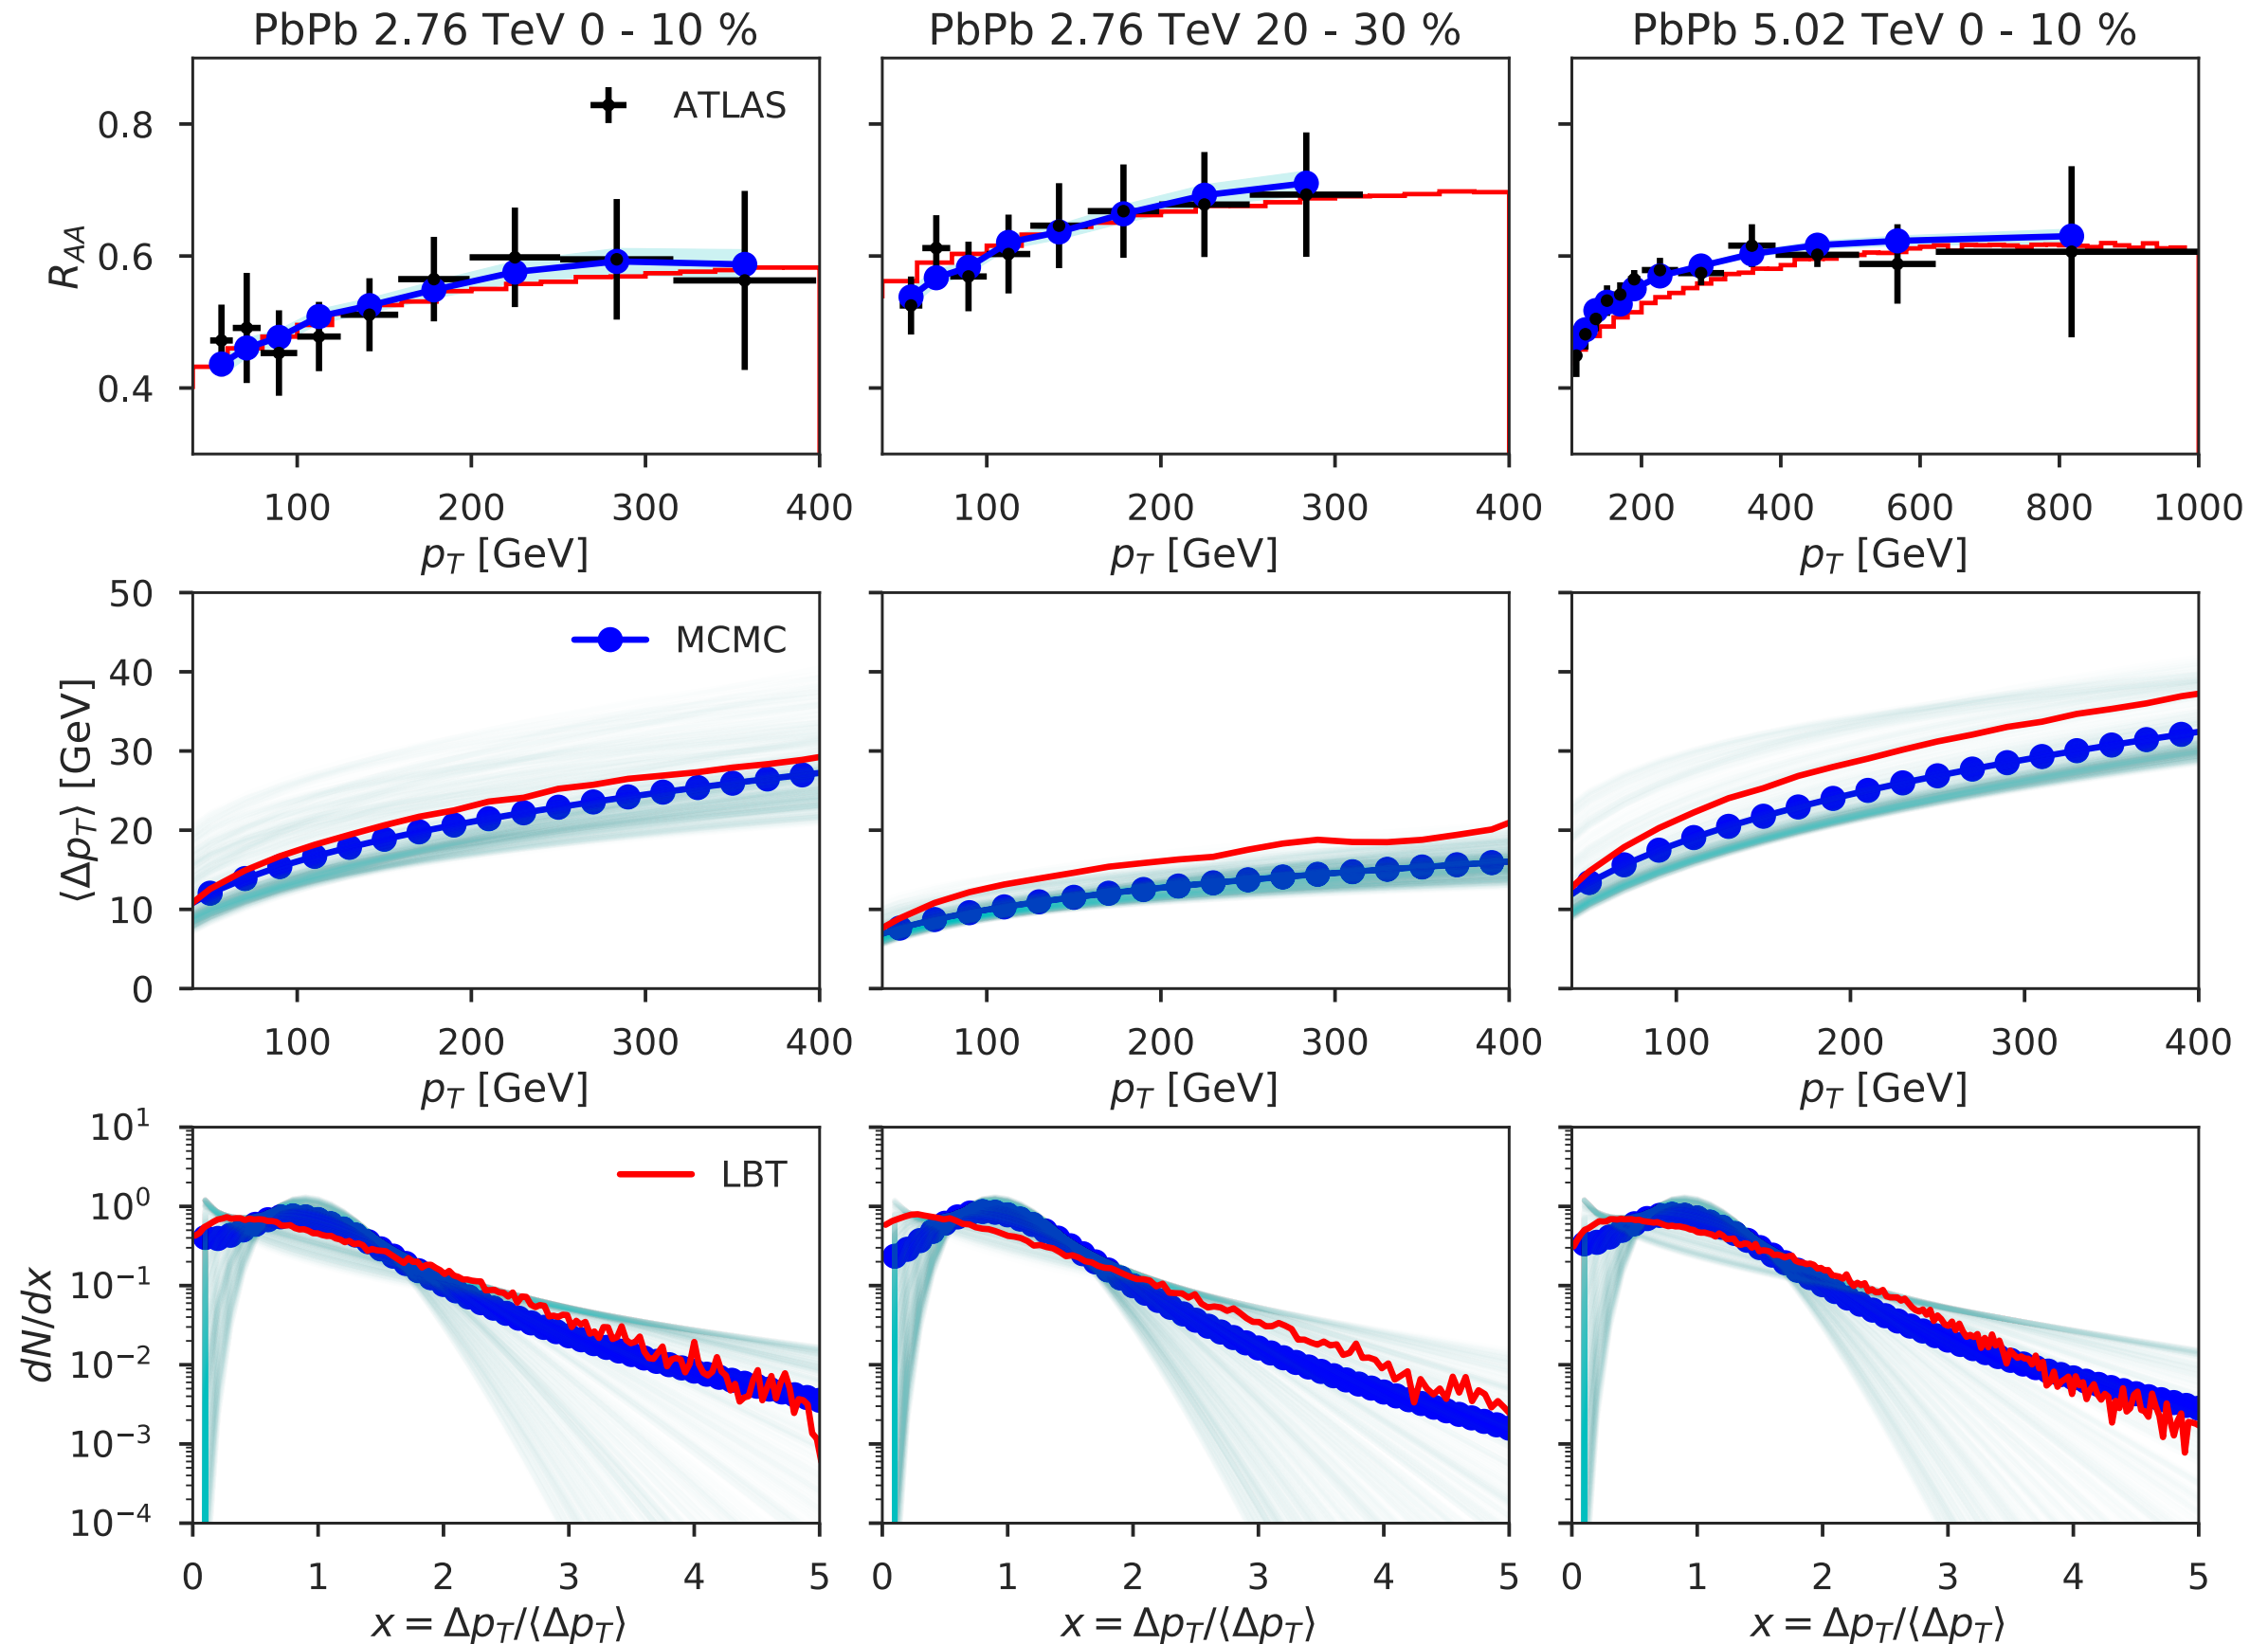 PbPb 2.76 TeV 0 - 10 %
PbPb 2.76 TeV 20 - 30 %
PbPb 5.02 TeV 0 - 10 %
R_{AA}
0.8
0.6
0.4
ATLAS
100 200 300 400
100 200 300 400
200 400 600 800 1000
p_T [GeV]
p_T [GeV]
p_T [GeV]
⟨Δp_T⟩ [GeV]
50
40
30
20
10
0
MCMC
100 200 300 400
100 200 300 400
100 200 300 400
p_T [GeV]
p_T [GeV]
p_T [GeV]
dN/dx
10^1
10^0
10^{-1}
10^{-2}
10^{-3}
10^{-4}
LBT
0 1 2 3 4 5
0 1 2 3 4 5
0 1 2 3 4 5
x = Δp_T/⟨Δp_T⟩
x = Δp_T/⟨Δp_T⟩
x = Δp_T/⟨Δp_T⟩